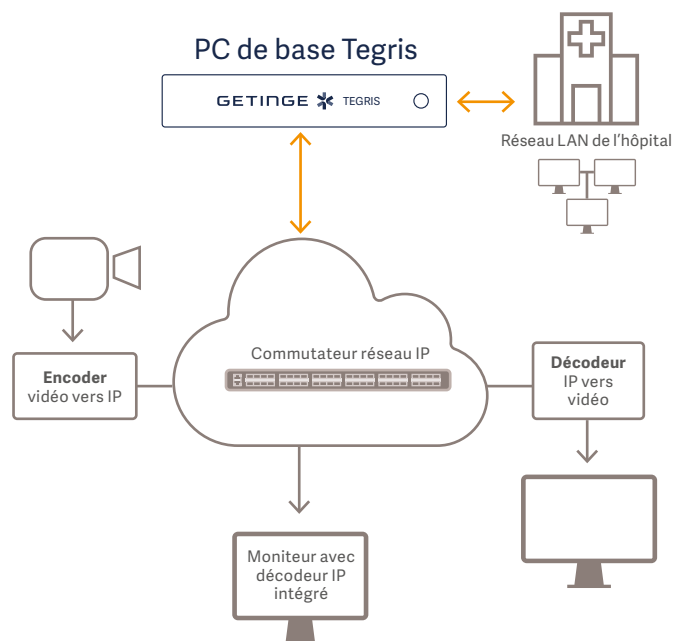 PC de base Tegris
GETINGE TEGRIS
Réseau LAN de l'hôpital
Commutateur réseau IP
Encoder
vidéo vers IP
Décodeur
IP vers
vidéo
Moniteur avec
décodeur IP
intégré